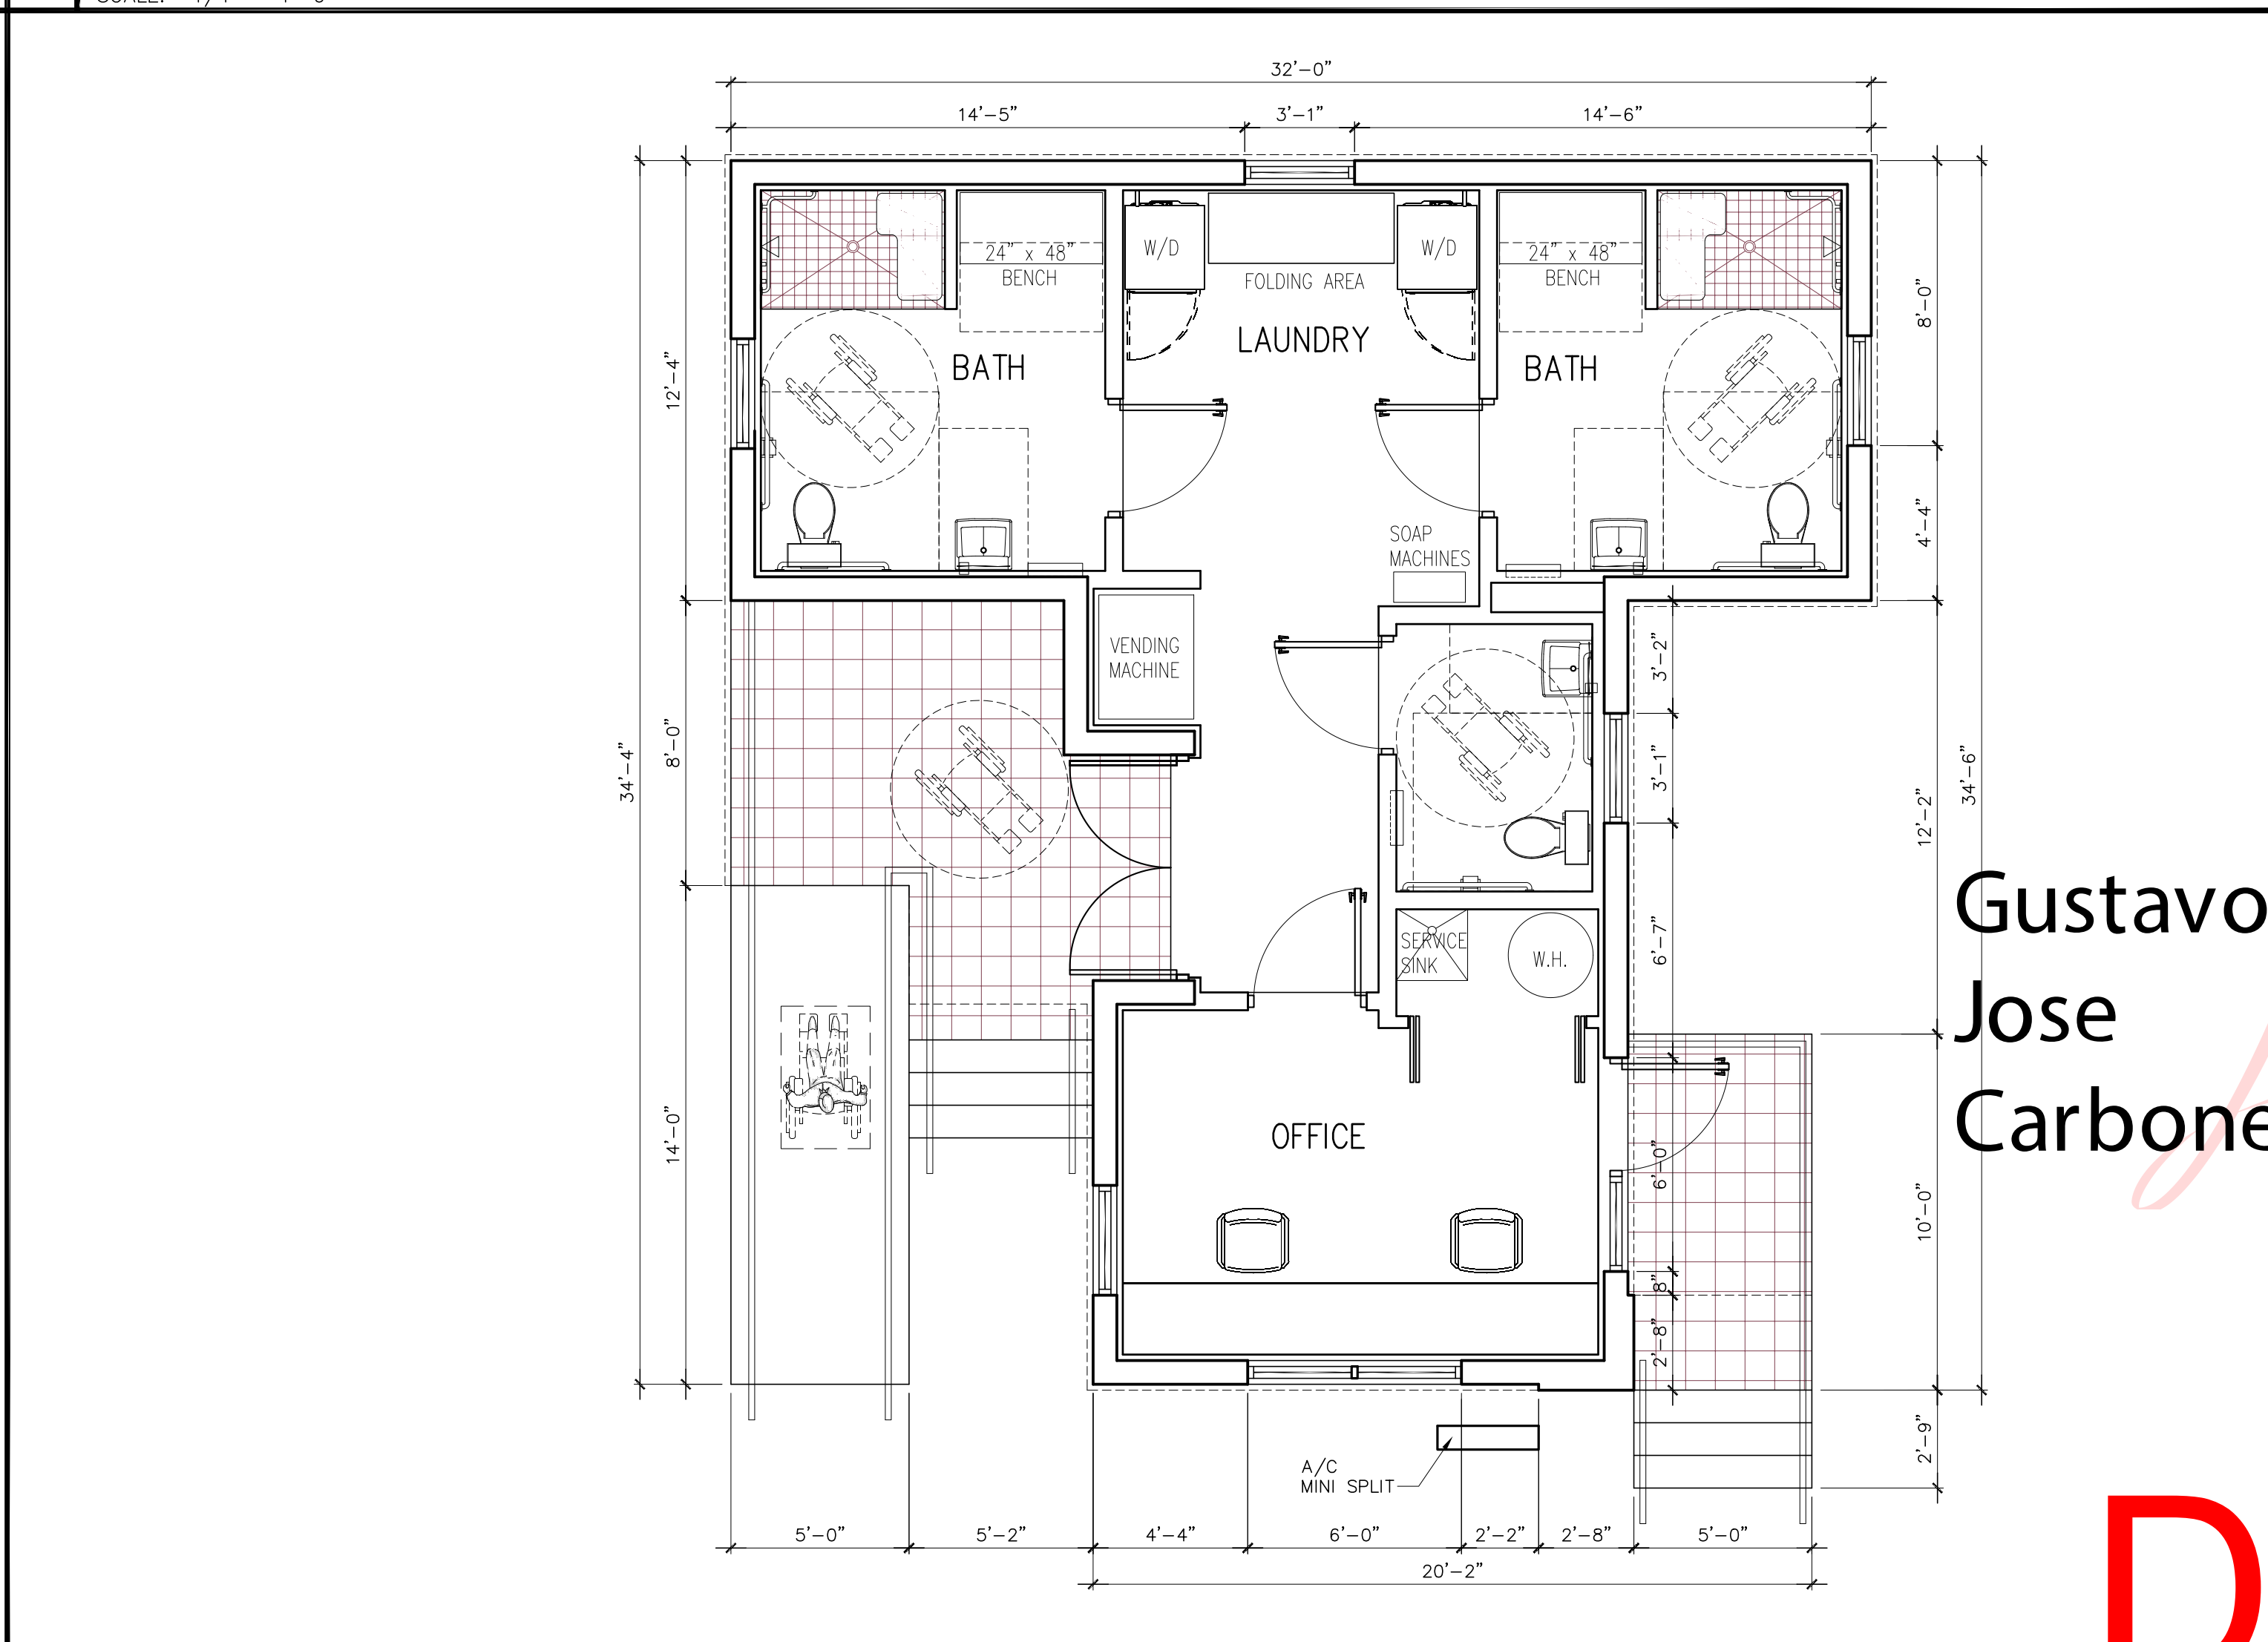 32'-0"
14'-5" 3'-1" 14'-6"
W/D W/D
24" x 48"
BENCH
FOLDING AREA
24" x 48"
BENCH
LAUNDRY
BATH BATH
8'-0"
12'-4"
4'-4"
SOAP
MACHINES
VENDING
MACHINE
3'-2"
8'-0"
34'-4"
3'-1"
12'-2"
34'-6"
Gustavo
Jose
SERVICE
SINK
W.H.
6'-7"
OFFICE
14'-0"
6'-0"
10'-0"
8"
2'-8"
2'-9"
A/C
MINI SPLIT
5'-0" 5'-2" 4'-4" 6'-0" 2'-2" 2'-8" 5'-0"
20'-2"